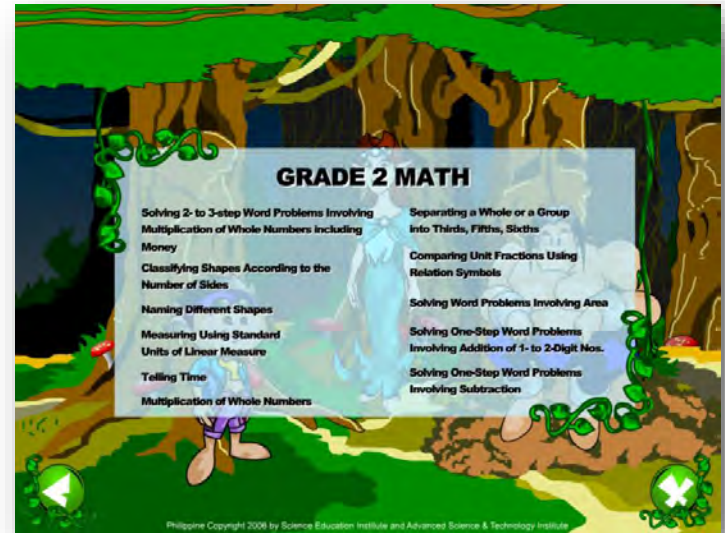 GRADE 2 MATH
Solving 2- to 3-step Word Problems Involving
Multiplication of Whole Numbers including
Money
Classifying Shapes According to the
Number of Sides
Naming Different Shapes
Measuring Using Standard
Units of Linear Measure
Telling Time
Multiplication of Whole Numbers
Separating a Whole or a Group
into Thirds, Fifths, Sixths
Comparing Unit Fractions Using
Relation Symbols
Solving Word Problems Involving Area
Solving One-Step Word Problems
Involving Addition of 1- to 2-Digit Nos.
Solving One-Step Word Problems
Involving Subtraction
Philippine Copyright 2006 by Science Education Institute and Advanced Science & Technology Institute